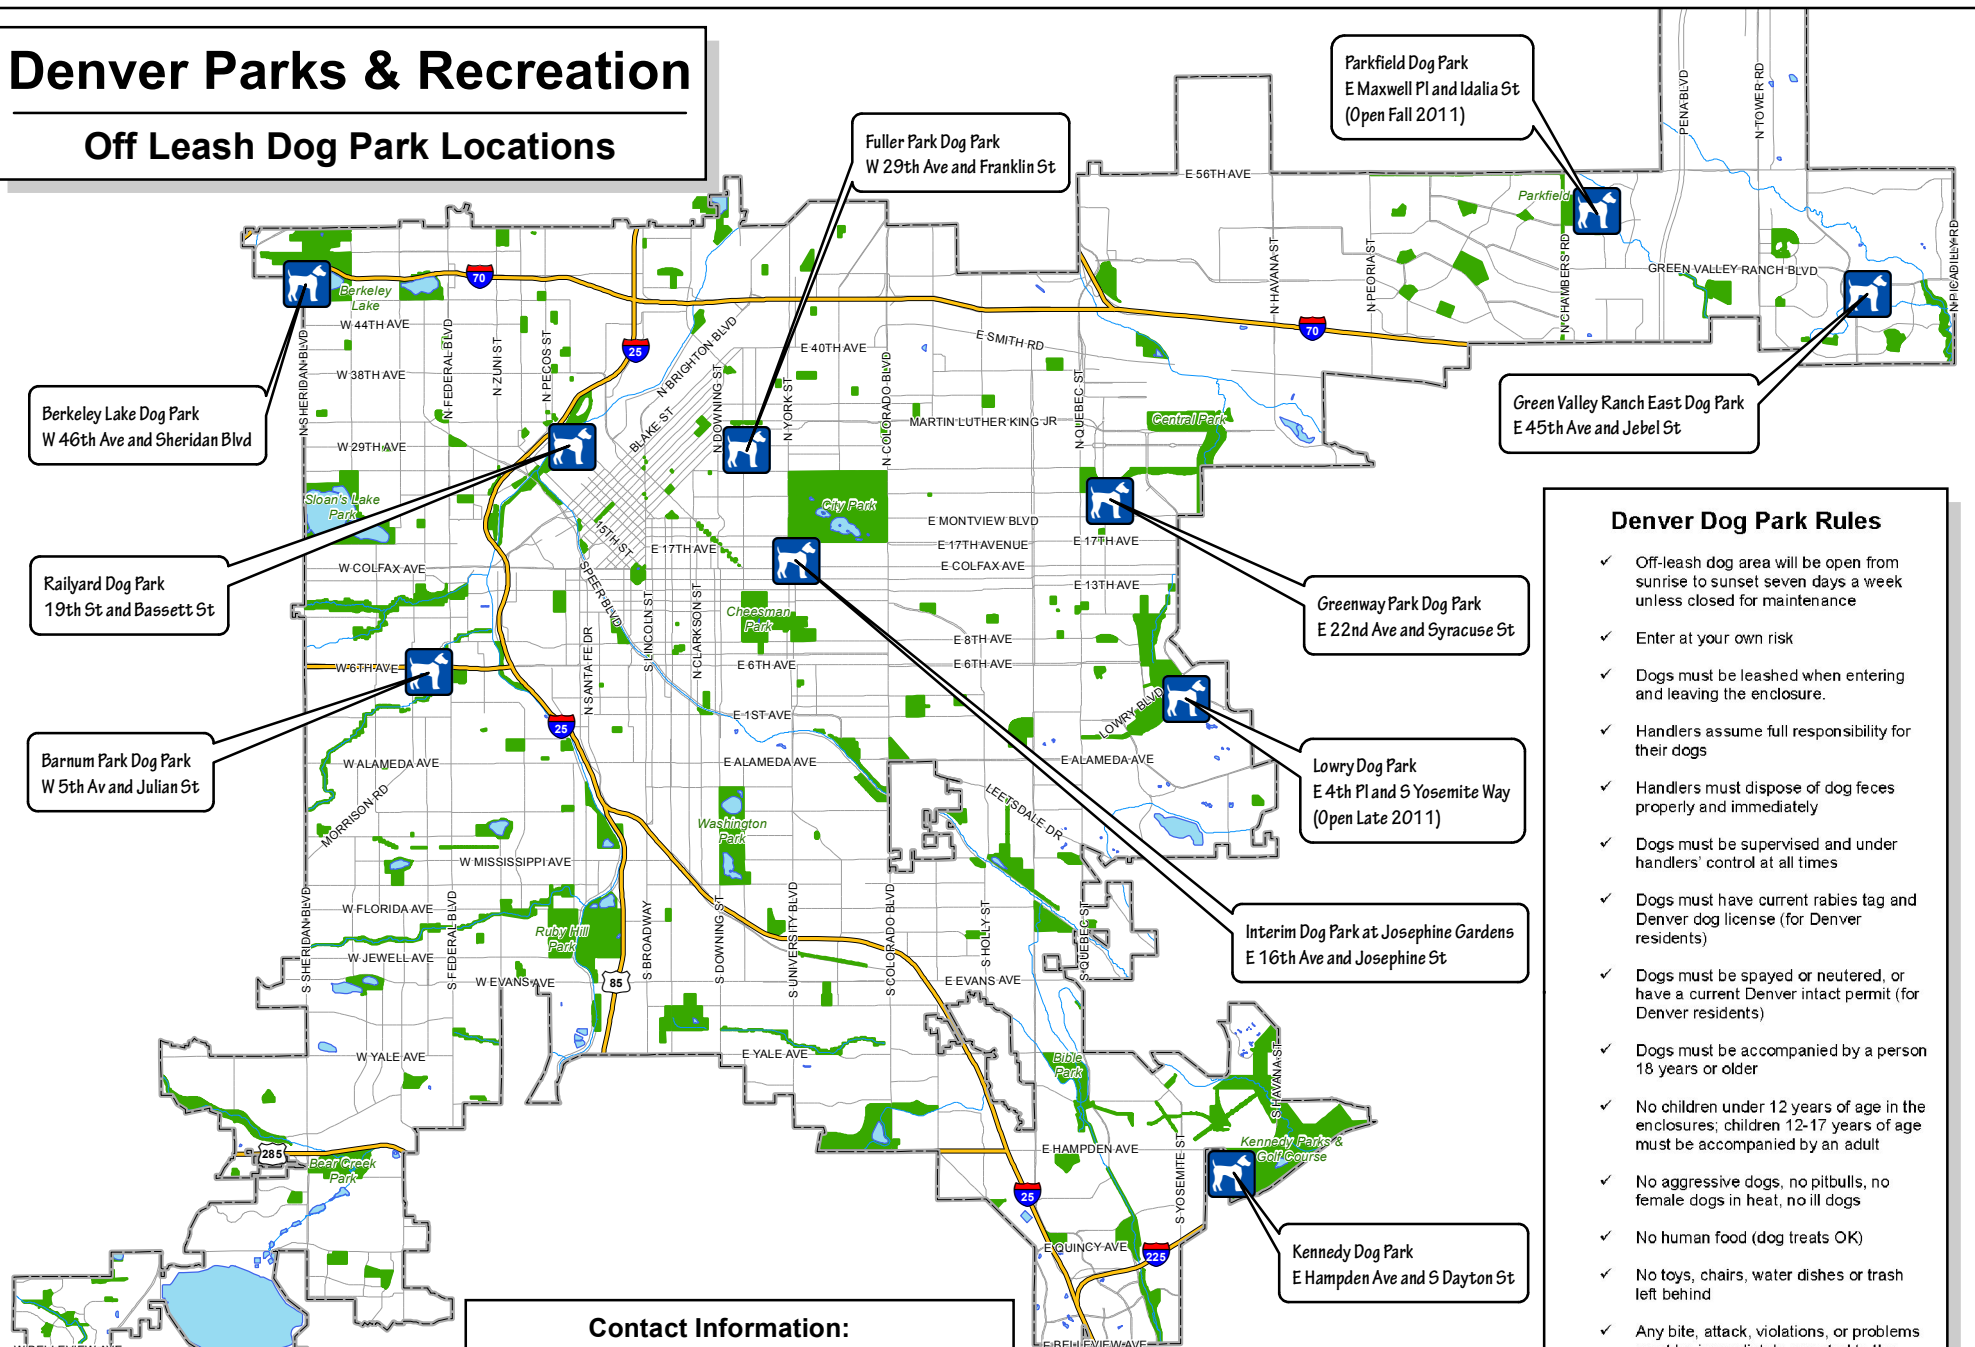 Denver Parks & Recreation
Off Leash Dog Park Locations
Parkfield Dog Park
E Maxwell Pl and Idalia St
(Open Fall 2011)
Fuller Park Dog Park
W 29th Ave and Franklin St
Berkeley Lake Dog Park
W 46th Ave and Sheridan Blvd
Green Valley Ranch East Dog Park
E 45th Ave and Jebel St
Railyard Dog Park
19th St and Bassett St
Greenway Park Dog Park
E 22nd Ave and Syracuse St
Barnum Park Dog Park
W 5th Av and Julian St
Lowry Dog Park
E 4th Pl and S Yosemite Way
(Open Late 2011)
Interim Dog Park at Josephine Gardens
E 16th Ave and Josephine St
Kennedy Dog Park
E Hampden Ave and S Dayton St
PENA BLVD
N TOWER RD
E 56TH AVE
Parkfield
N HAVANA ST
N PEORIA ST
N CHAMBERS RD
GREEN VALLEY RANCH BLVD
N PICADILLY RD
70
Berkeley
Lake
W 44TH AVE
N SHERIDAN BLVD
N FEDERAL BLVD
N ZUNI ST
N PECOS ST
25
N BRIGHTON BLVD
E 40TH AVE
E SMITH RD
70
W 38TH AVE
N DOWNING ST
N YORK ST
N COLORADO BLVD
N QUEBEC ST
BLAKE ST
MARTIN LUTHER KING JR
Central Park
W 29TH AVE
Sloan's Lake
Park
City Park
15TH ST
E MONTVIEW BLVD
E 17TH AVE
E 17TH AVENUE
E 17TH AVE
W COLFAX AVE
E COLFAX AVE
E 13TH AVE
SPEER BLVD
S LINCOLN ST
N CLARKSON ST
Cheesman
Park
N SANTA FE DR
E 8TH AVE
W 6TH AVE
E 6TH AVE
E 6TH AVE
LOWRY BLVD
25
E 1ST AVE
W ALAMEDA AVE
E ALAMEDA AVE
E ALAMEDA AVE
LEETSDALE DR
MORRISON RD
Washington
Park
W MISSISSIPPI AVE
S SHERIDAN BLVD
S FEDERAL BLVD
W FLORIDA AVE
Ruby Hill
Park
S BROADWAY
S DOWNING ST
S UNIVERSITY BLVD
S COLORADO BLVD
S HOLLY ST
S QUEBEC ST
W JEWELL AVE
W EVANS AVE
85
E EVANS AVE
W YALE AVE
E YALE AVE
Bible
Park
S HAVANA ST
285
Bear Creek
Park
E HAMPDEN AVE
S YOSEMITE ST
Kennedy Parks &
Golf Course
25
E QUINCY AVE
225
W BELLEVIEW AVE
E BELLEVIEW AVE
Contact Information:
Denver Dog Park Rules
✓ Off-leash dog area will be open from
sunrise to sunset seven days a week
unless closed for maintenance
✓ Enter at your own risk
✓ Dogs must be leashed when entering
and leaving the enclosure.
✓ Handlers assume full responsibility for
their dogs
✓ Handlers must dispose of dog feces
properly and immediately
✓ Dogs must be supervised and under
handlers' control at all times
✓ Dogs must have current rabies tag and
Denver dog license (for Denver
residents)
✓ Dogs must be spayed or neutered, or
have a current Denver intact permit (for
Denver residents)
✓ Dogs must be accompanied by a person
18 years or older
✓ No children under 12 years of age in the
enclosures; children 12-17 years of age
must be accompanied by an adult
✓ No aggressive dogs, no pitbulls, no
female dogs in heat, no ill dogs
✓ No human food (dog treats OK)
✓ No toys, chairs, water dishes or trash
left behind
✓ Any bite, attack, violations, or problems